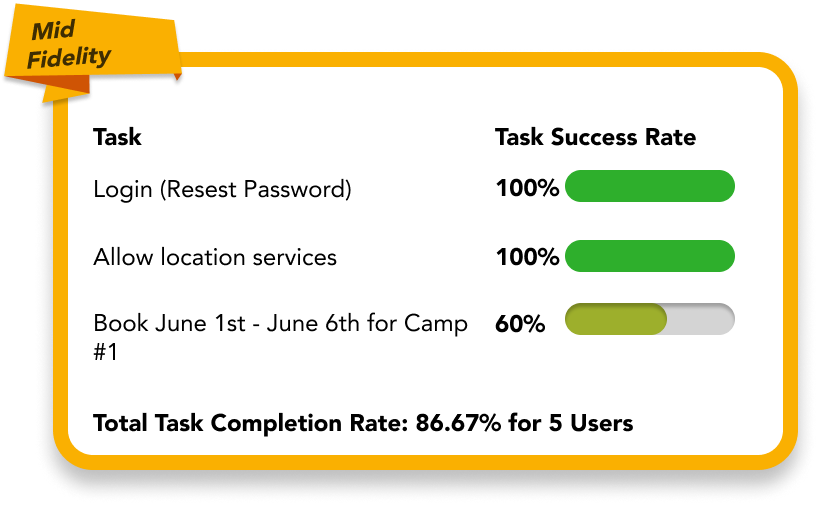 Mid
Fidelity
Task Task Success Rate
Login (Resest Password) 100%
Allow location services 100%
Book June 1st - June 6th for Camp 60%
#1
Total Task Completion Rate: 86.67% for 5 Users